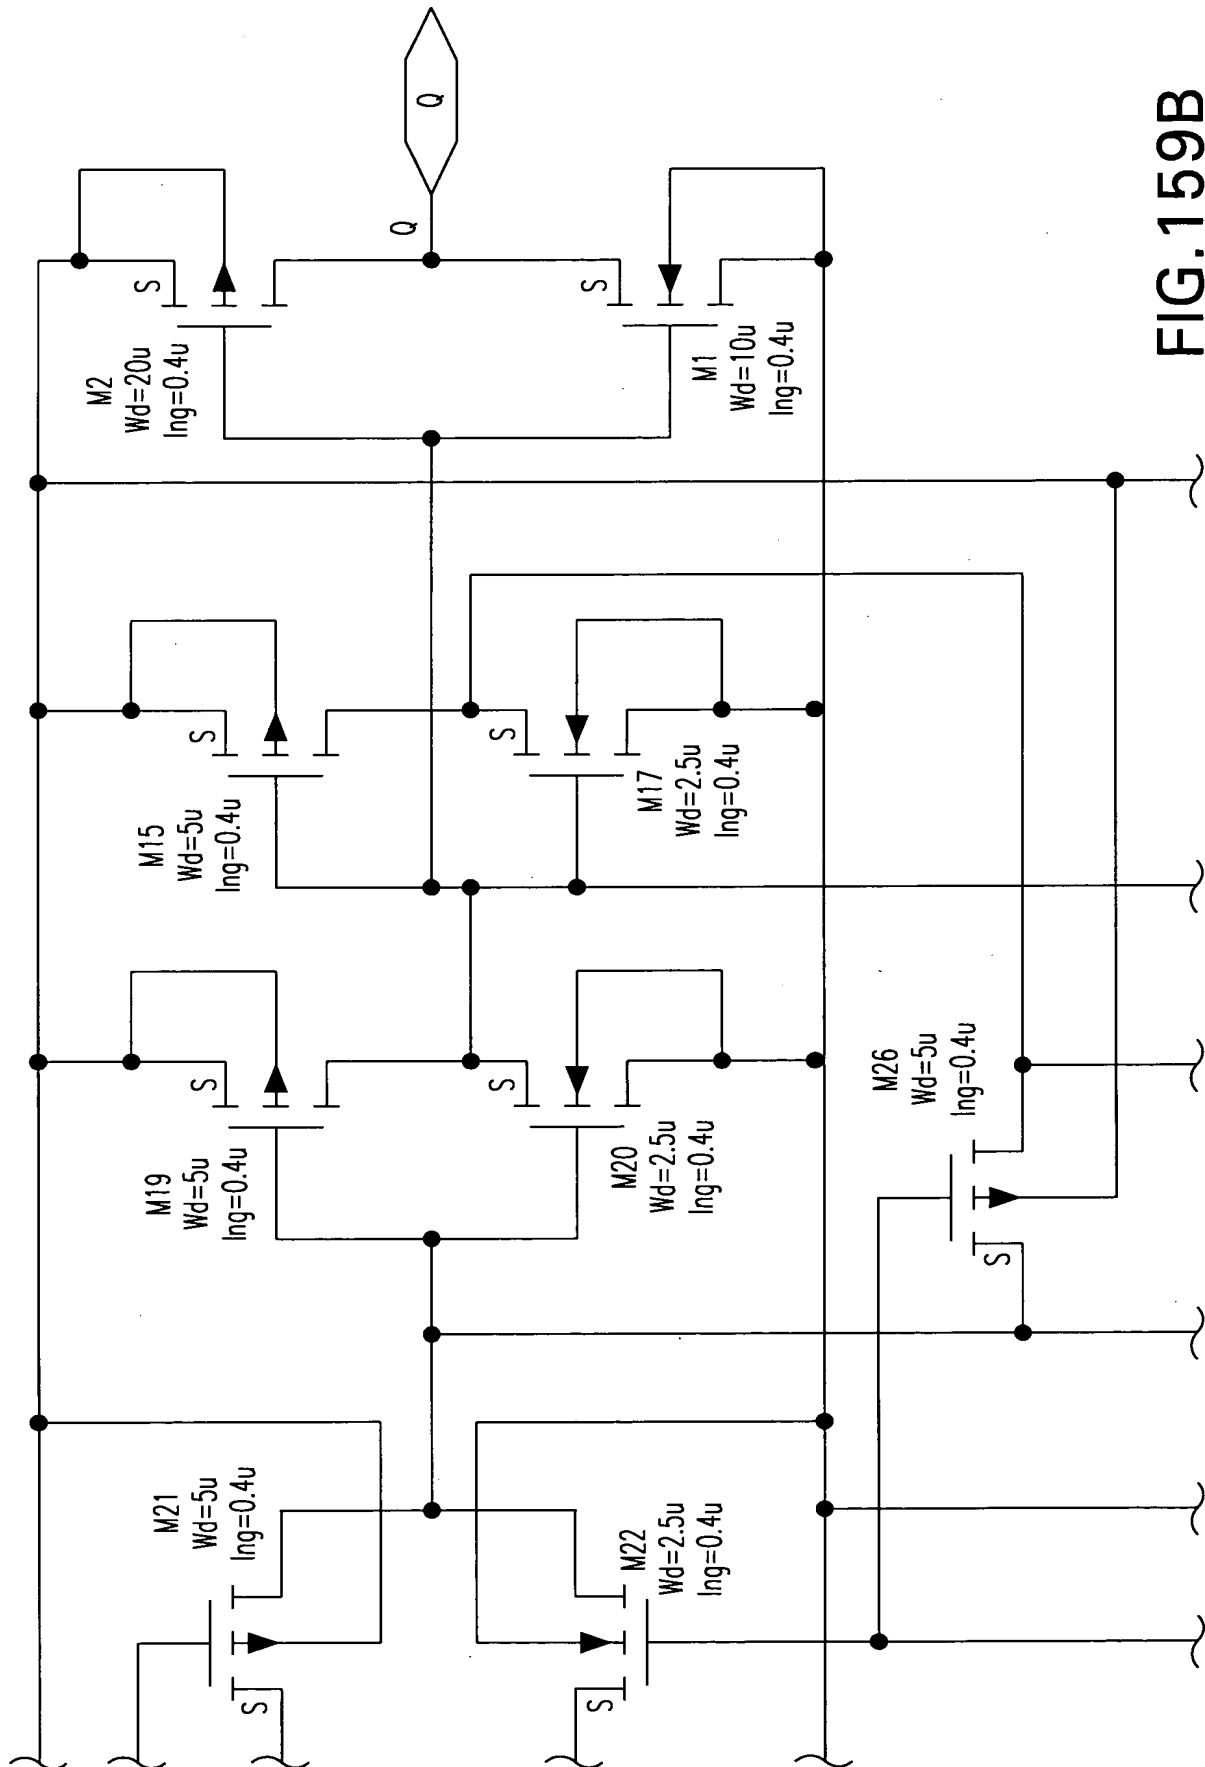 M21
Wd=5u
lng=0.4u
S
M22
Wd=2.5u
lng=0.4u
S
M19
Wd=5u
lng=0.4u
S
M20
Wd=2.5u
lng=0.4u
S
M15
Wd=5u
lng=0.4u
S
M17
Wd=2.5u
lng=0.4u
S
M2
Wd=20u
lng=0.4u
S
M1
Wd=10u
lng=0.4u
S
Q
Q
M26
Wd=5u
lng=0.4u
S
FIG.159B